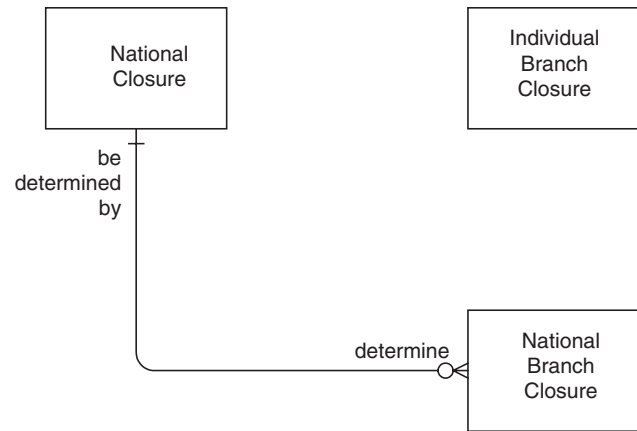 National
Closure
Individual
Branch
Closure
be
determined
by
determine
National
Branch
Closure